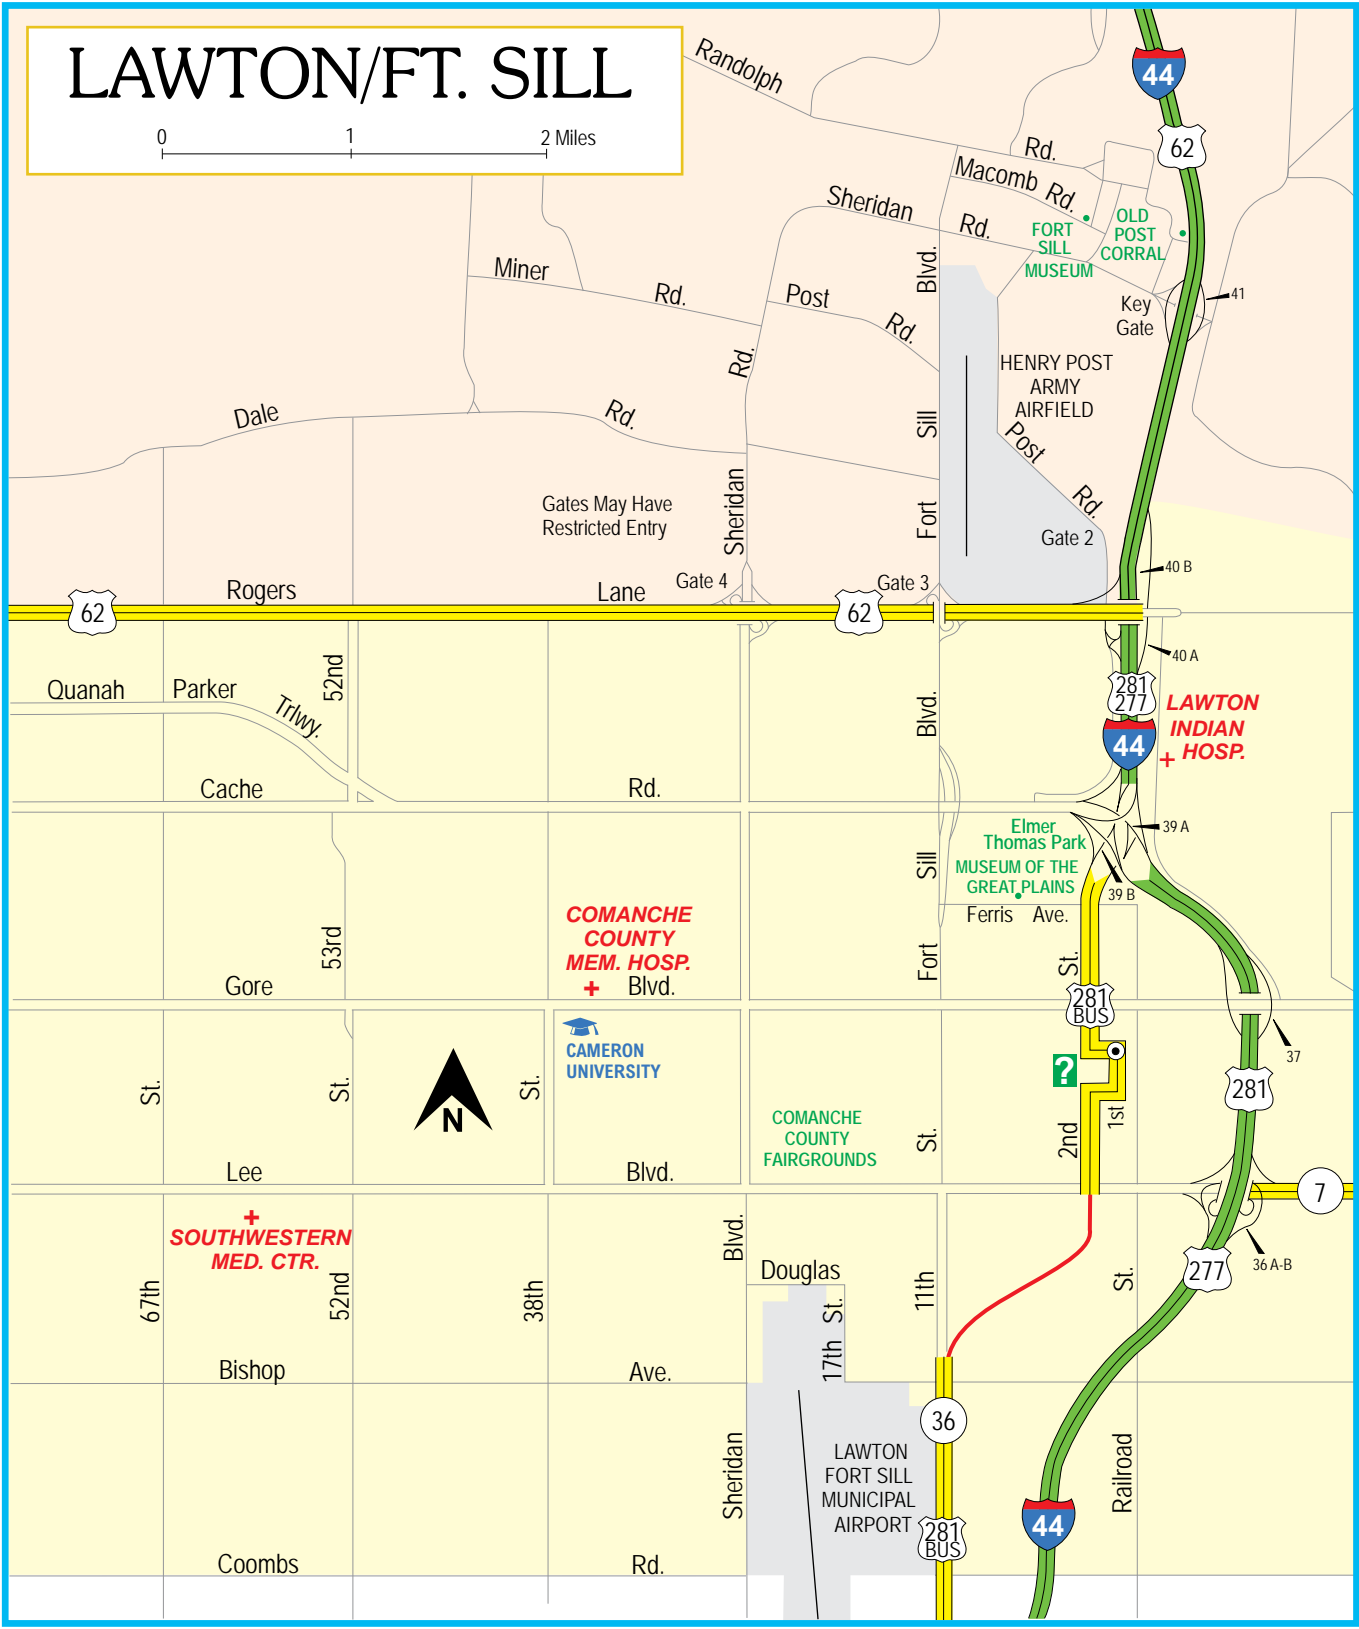 LAWTON/FT. SILL
0 1 2 Miles
Randolph
Rd.
44
62
Macomb Rd.
Sheridan
Rd.
FORT
SILL
MUSEUM
OLD
POST
CORRAL
Blvd.
Miner
Rd.
Post
Rd.
Key
Gate
41
Rd.
HENRY POST
ARMY
AIRFIELD
Dale
Rd.
Sill
Post
Rd.
Gates May Have
Restricted Entry
Sheridan
Fort
Gate 2
40 B
Rogers
Lane
Gate 4
Gate 3
62
62
40 A
Quanah
Parker
Trlwy.
52nd
Blvd.
281
277
44
LAWTON
INDIAN
HOSP.
Cache
Rd.
Elmer
Thomas Park
39 A
MUSEUM OF THE
GREAT PLAINS
39 B
Sill
Ferris Ave.
COMANCHE
COUNTY
MEM. HOSP.
53rd
Fort
St.
Gore
Blvd.
281
BUS
CAMERON
UNIVERSITY
?
37
281
St.
St.
N
St.
COMANCHE
COUNTY
FAIRGROUNDS
St.
2nd
1st
Lee
Blvd.
7
SOUTHWESTERN
MED. CTR.
Blvd.
36 A-B
277
Douglas
67th
52nd
38th
17th St.
11th
St.
Bishop
Ave.
36
Sheridan
LAWTON
FORT SILL
MUNICIPAL
AIRPORT
Railroad
281
BUS
44
Coombs
Rd.